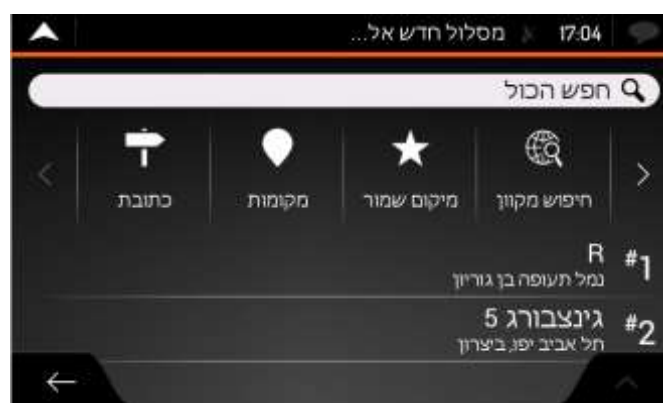 מסלול חדש אל... 17:04
חפש הכול
חיפוש מקוון
מיקום שמור
מקומות
כתובת
#1 R
נמל תעופה בן גוריון
#2 גינצבורג 5
תל אביב יפו, ביצרון